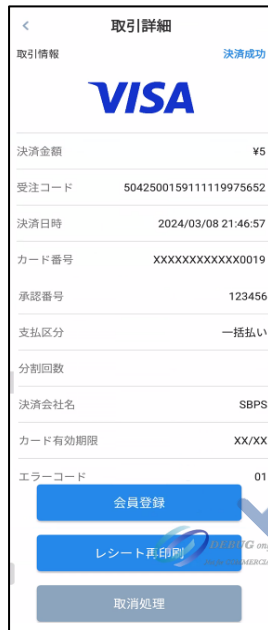 取引詳細
取引情報 決済成功
VISA
決済金額 ¥5
受注コード 5042500159111119975652
決済日時 2024/03/08 21:46:57
カード番号 XXXXXXXXXXXX0019
承認番号 123456
支払区分 一括払い
分割回数
決済会社名 SBPS
カード有効期限 XX/XX
エラーコード 01
会員登録
レシート再印刷
取消処理